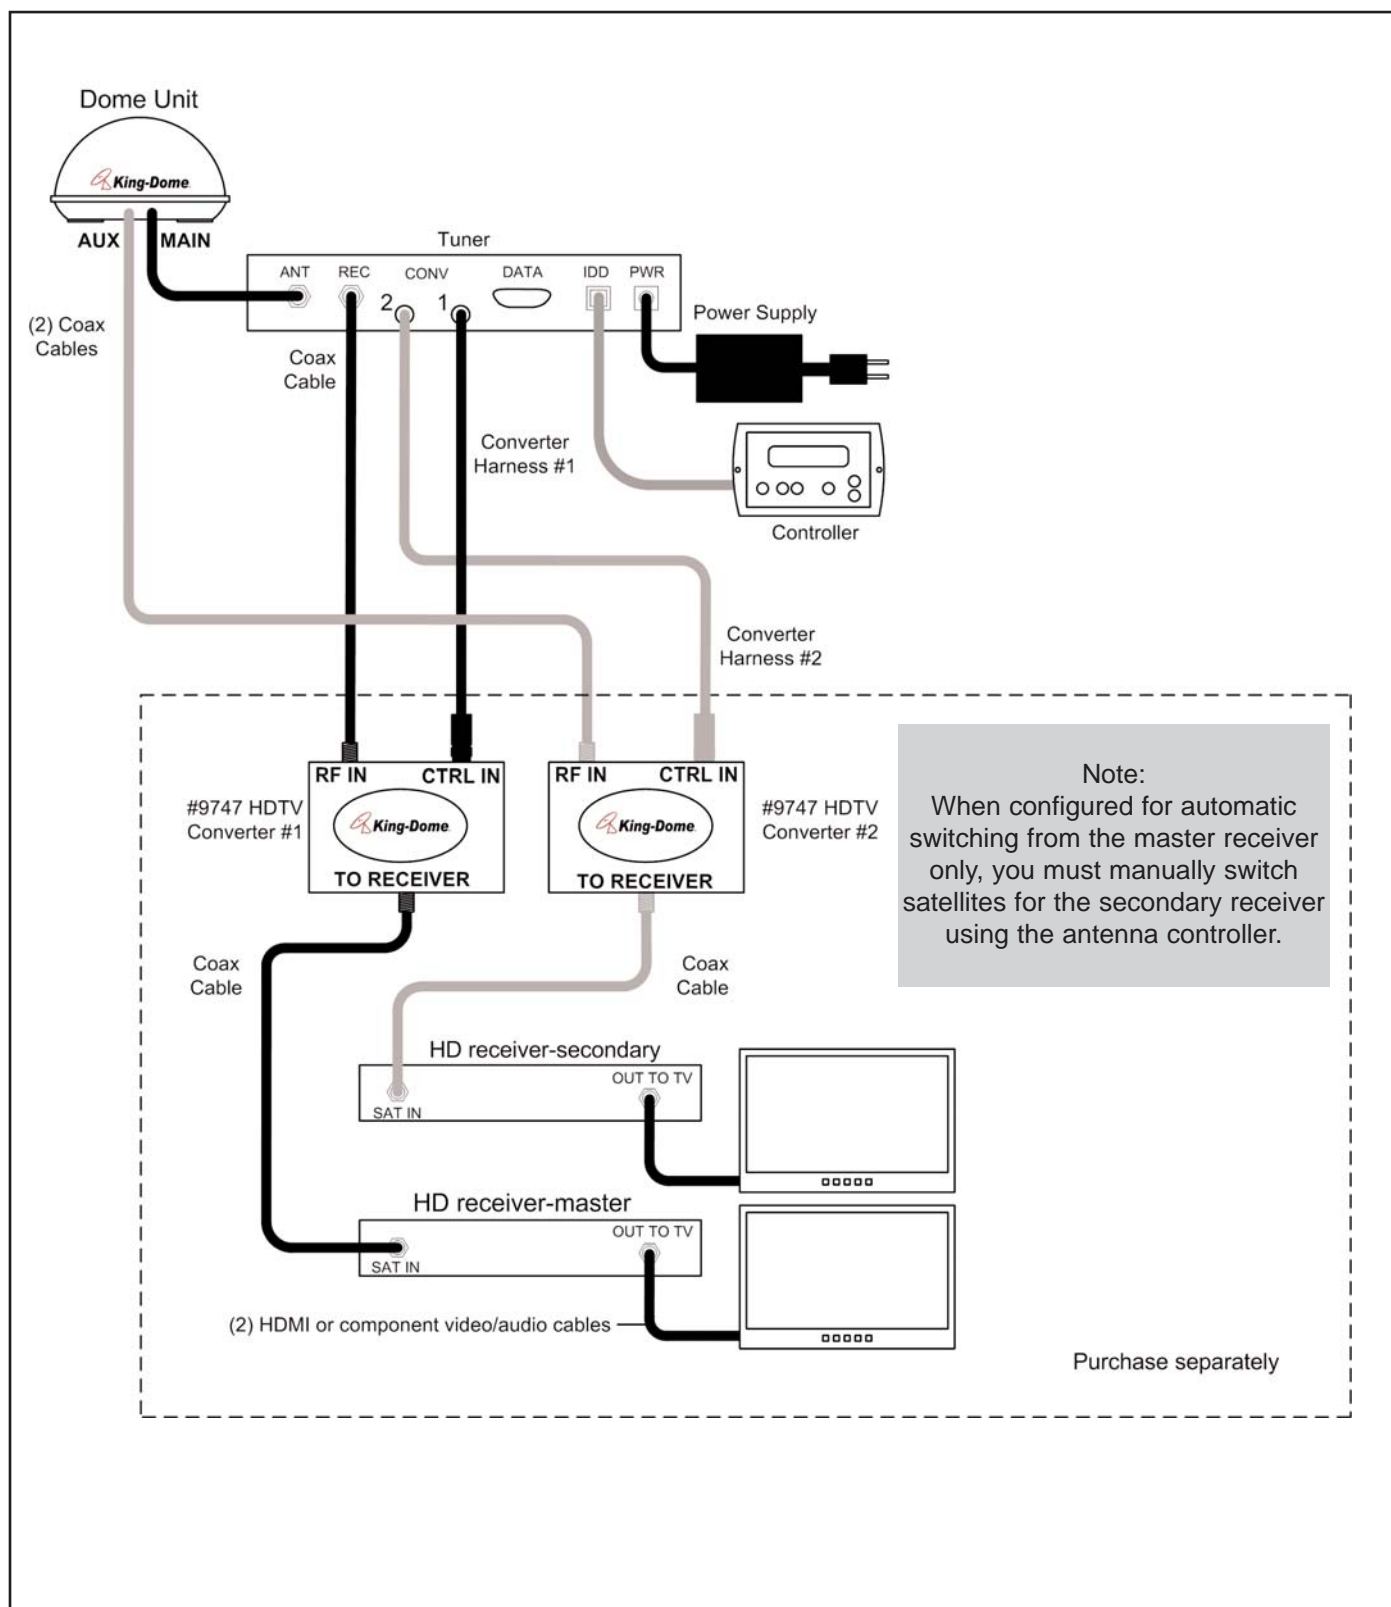 Dome Unit
King-Dome
AUX
MAIN
Tuner
ANT
REC
CONV
DATA
IDD
PWR
2
1
(2) Coax
Cables
Power Supply
Coax
Cable
Converter
Harness #1
Controller
Converter
Harness #2
RF IN
CTRL IN
#9747 HDTV
Converter #1
King-Dome
TO RECEIVER
RF IN
CTRL IN
King-Dome
TO RECEIVER
#9747 HDTV
Converter #2
Note:
When configured for automatic
switching from the master receiver
only, you must manually switch
satellites for the secondary receiver
using the antenna controller.
Coax
Cable
Coax
Cable
HD receiver-secondary
OUT TO TV
SAT IN
HD receiver-master
OUT TO TV
SAT IN
(2) HDMI or component video/audio cables
Purchase separately